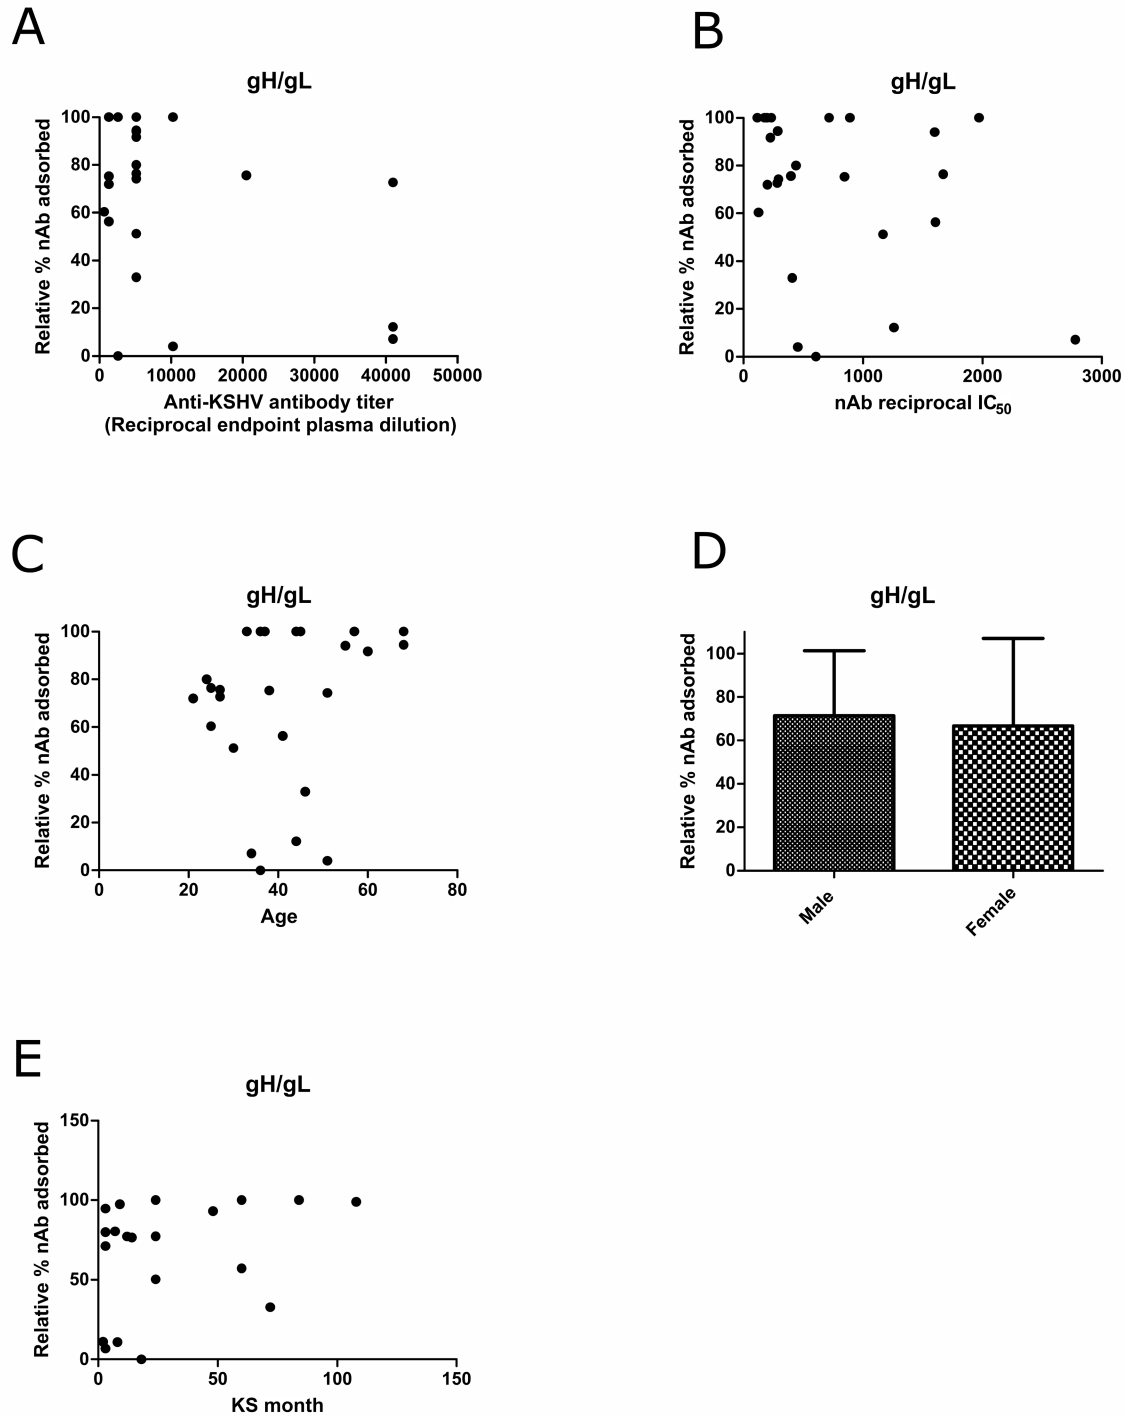 A
gH/gL
Relative % nAb adsorbed
100
80
60
40
20
0
0 10000 20000 30000 40000 50000
Anti-KSHV antibody titer
(Reciprocal endpoint plasma dilution)
B
gH/gL
Relative % nAb adsorbed
100
80
60
40
20
0
0 1000 2000 3000
nAb reciprocal IC50
C
gH/gL
Relative % nAb adsorbed
100
80
60
40
20
0
0 20 40 60 80
Age
D
gH/gL
Relative % nAb adsorbed
100
80
60
40
20
0
Male Female
E
gH/gL
Relative % nAb adsorbed
150
100
50
0
0 50 100 150
KS month